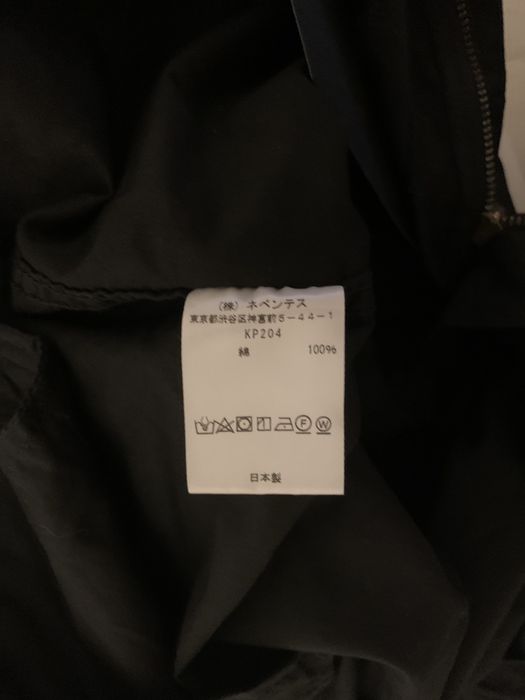 （株）ネペンテス
東京都渋谷区神宮前5-44-1
KP204
綿 100%
F W
日本製